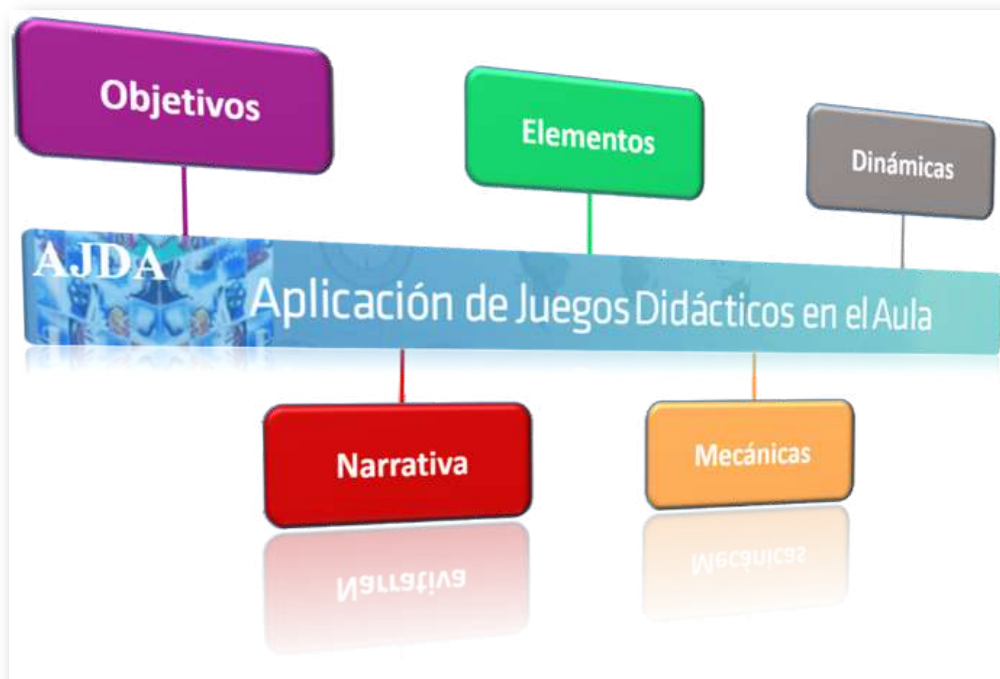 Objetivos
Elementos
Dinámicas
AJDA
Aplicación de Juegos Didácticos en el Aula
Narrativa
Mecánicas